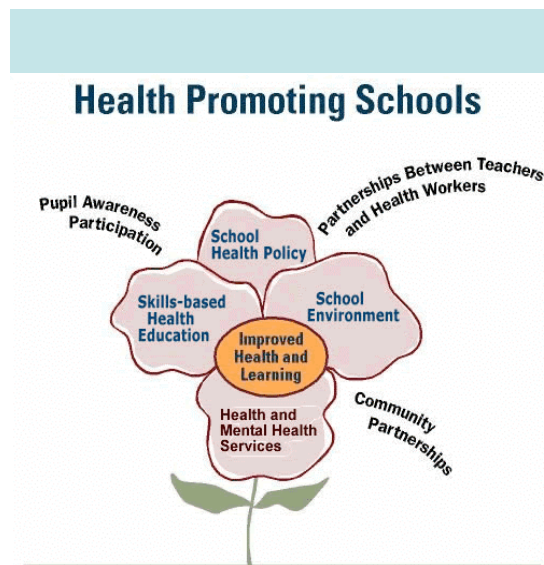 Health Promoting Schools
Partnerships Between Teachers
and Health Workers
Pupil Awareness
Participation
School
Health Policy
Skills-based
Health
Education
School
Environment
Improved
Health and
Learning
Community
Partnerships
Health and
Mental Health
Services